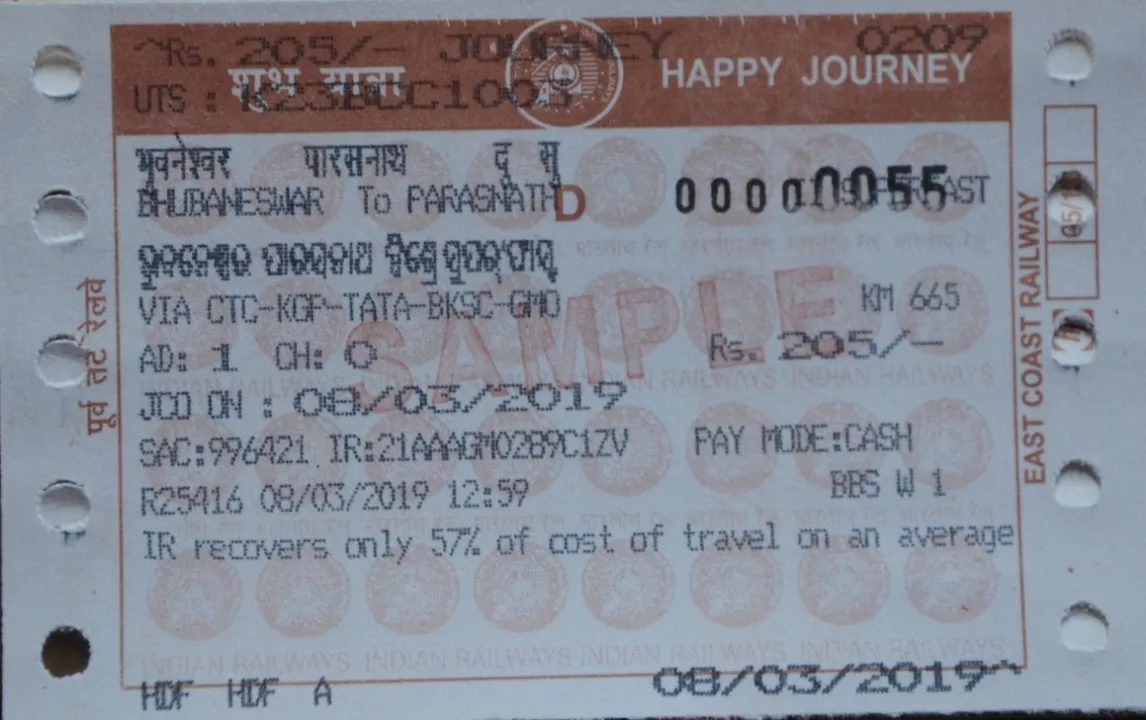 ^Rs. 205/- JOURNEY 0209
शुभ यात्रा HAPPY JOURNEY
UTS :
भुवनेश्वर पारसनाथ दु सु
BHUBANESWAR To PARASNATH D 00000055 II SUPERFAST
VIA CTC-KGP-TATA-BKSC-GMO KM 665
SAMPLE
AD: 1 CH: 0 Rs. 205/-
JCO ON : 08/03/2019
SAC:996421 IR:21AAAGM0289C1ZV PAY MODE:CASH
R25416 08/03/2019 12:59 BBS W 1
IR recovers only 57% of cost of travel on an average
INDIAN RAILWAYS INDIAN RAILWAYS INDIAN RAILWAYS INDIAN RAILWAYS
HDF HDF A 08/03/2019^
पूर्व तट रेलवे
EAST COAST RAILWAY